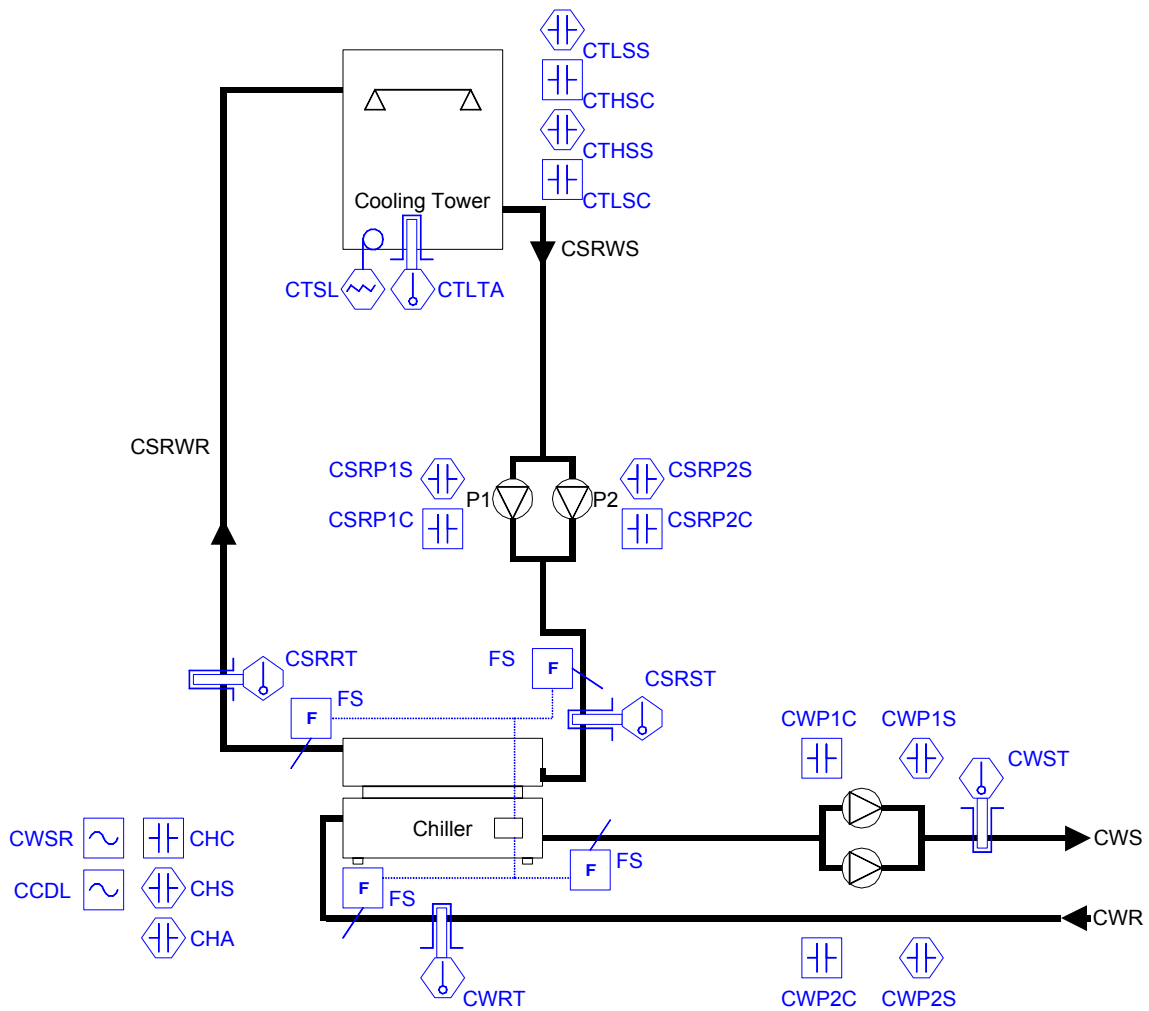 CTLSS
CTHSC
CTHSS
CTLSC
Cooling Tower
CSRWS
CTSL
CTLTA
CSRWR
CSRP1S
CSRP2S
P1
P2
CSRP1C
CSRP2C
CSRRT
FS
F
CSRST
FS
F
CWP1C
CWP1S
CWST
Chiller
CWSR
CHC
CWS
FS
F
CCDL
CHS
F
FS
CWR
CHA
CWRT
CWP2C
CWP2S